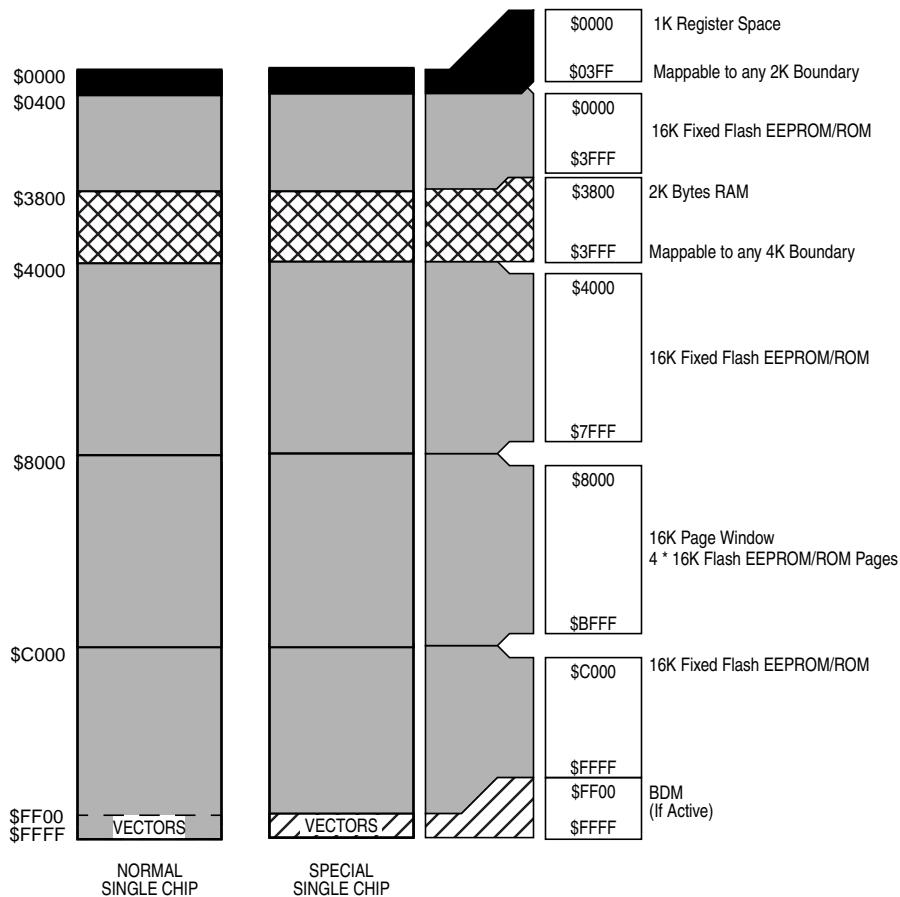 $0000
$0400
$3800
$4000
$8000
$C000
$FF00
$FFFF
VECTORS
NORMAL
SINGLE CHIP
VECTORS
SPECIAL
SINGLE CHIP
$0000
1K Register Space
$03FF
Mappable to any 2K Boundary
$0000
16K Fixed Flash EEPROM/ROM
$3FFF
$3800
2K Bytes RAM
$3FFF
Mappable to any 4K Boundary
$4000
16K Fixed Flash EEPROM/ROM
$7FFF
$8000
16K Page Window
4 * 16K Flash EEPROM/ROM Pages
$BFFF
$C000
16K Fixed Flash EEPROM/ROM
$FFFF
$FF00
BDM
(If Active)
$FFFF